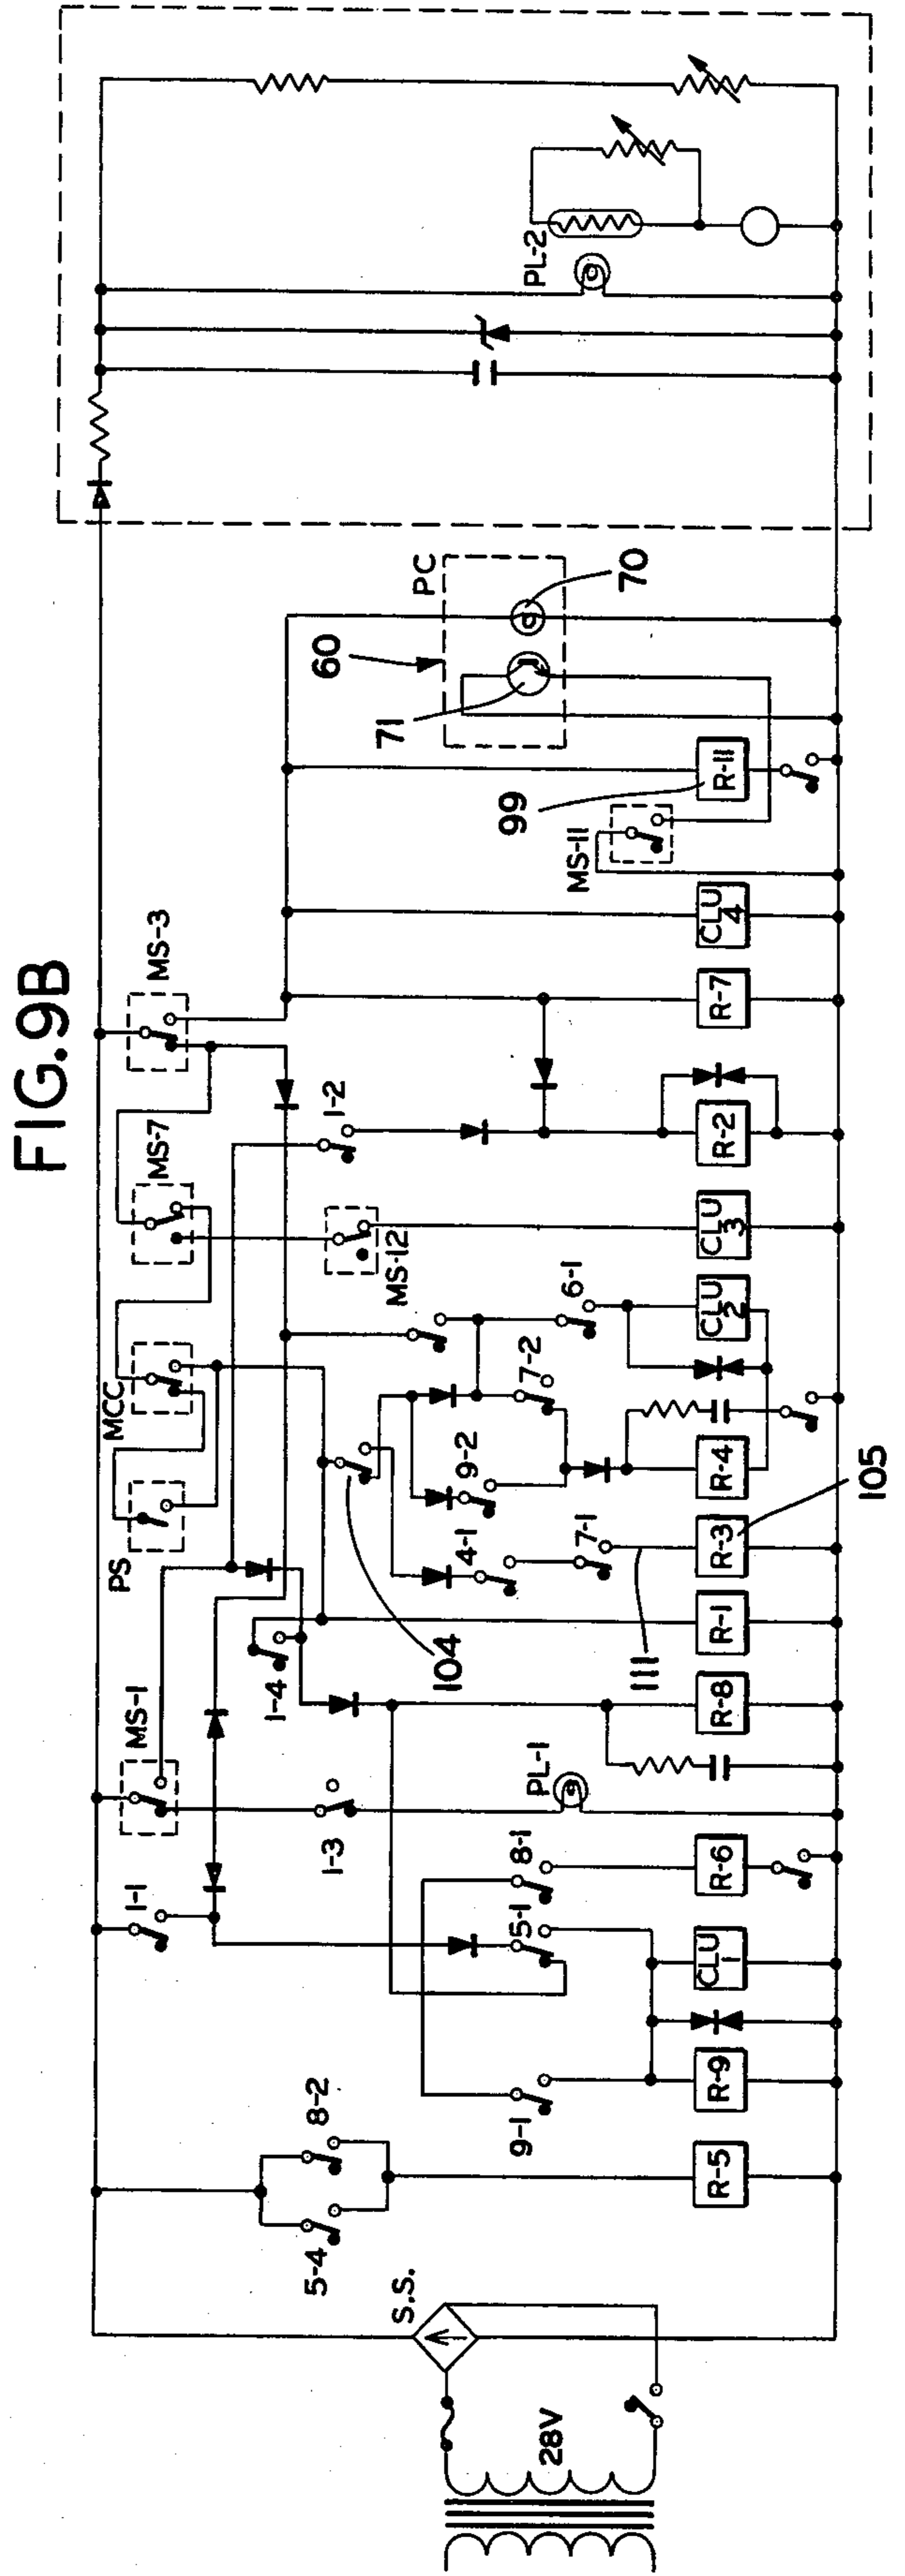 FIG.9B
28V
S.S.
5-4
8-2
R-5
9-1
R-9
CLU
1
5-1
8-1
R-6
1-1
MS-1
1-3
PL-1
R-8
1-4
R-1
104
PS
MCC
4-1
9-2
7-1
7-2
111
R-3
105
R-4
6-1
CLU
2
MS-7
MS-12
CLU
3
1-2
R-2
MS-3
R-7
CLU
4
MS-11
99
R-11
71
60
PC
70
PL-2